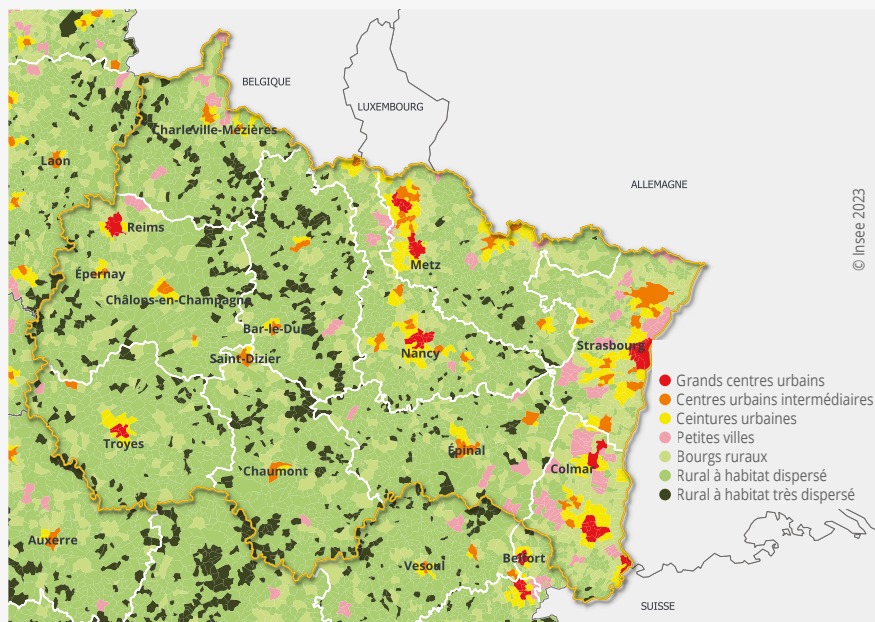 BELGIQUE
LUXEMBOURG
Charleville-Mézières
Laon
ALLEMAGNE
© Insee 2023
Reims
Metz
Épernay
Châlons-en-Champagne
Bar-le-Duc
Nancy
Strasbourg
Saint-Dizier
Grands centres urbains
Centres urbains intermédiaires
Ceintures urbaines
Petites villes
Bourgs ruraux
Rural à habitat dispersé
Rural à habitat très dispersé
Troyes
Épinal
Colmar
Chaumont
Auxerre
Vesoul
Belfort
SUISSE